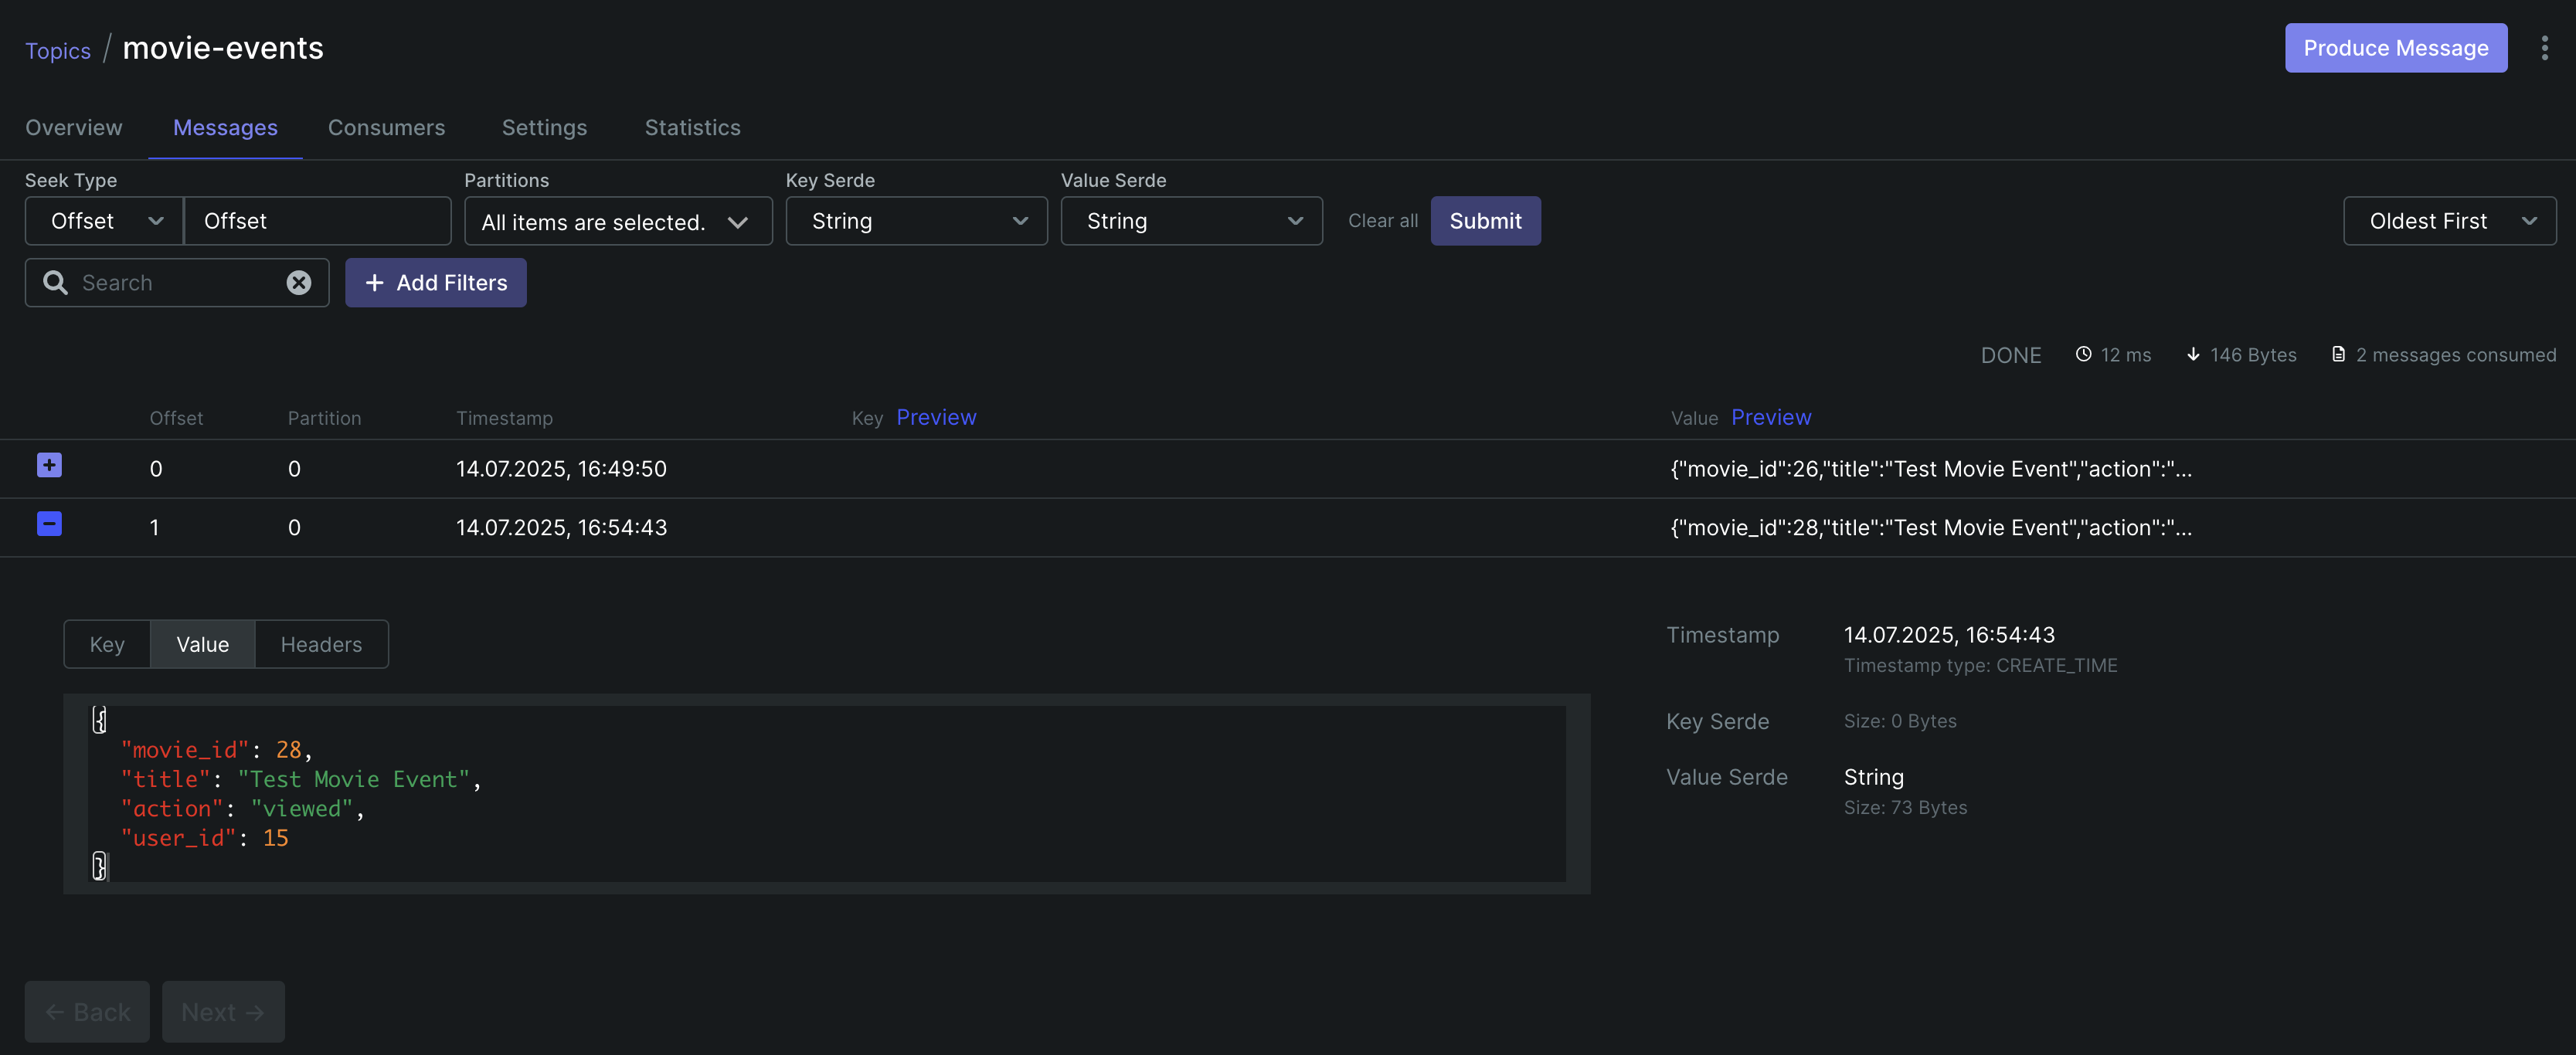 Topics / movie-events
Produce Message
Overview Messages Consumers Settings Statistics
Seek Type Partitions Key Serde Value Serde
Offset Offset All items are selected. String String Clear all Submit Oldest First
Search + Add Filters
DONE 12 ms 146 Bytes 2 messages consumed
Offset Partition Timestamp Key Preview Value Preview
0 0 14.07.2025, 16:49:50 {"movie_id":26,"title":"Test Movie Event","action":"...
1 0 14.07.2025, 16:54:43 {"movie_id":28,"title":"Test Movie Event","action":"...
Key Value Headers
{
"movie_id": 28,
"title": "Test Movie Event",
"action": "viewed",
"user_id": 15
}
Timestamp 14.07.2025, 16:54:43
Timestamp type: CREATE_TIME
Key Serde Size: 0 Bytes
Value Serde String
Size: 73 Bytes
← Back Next →